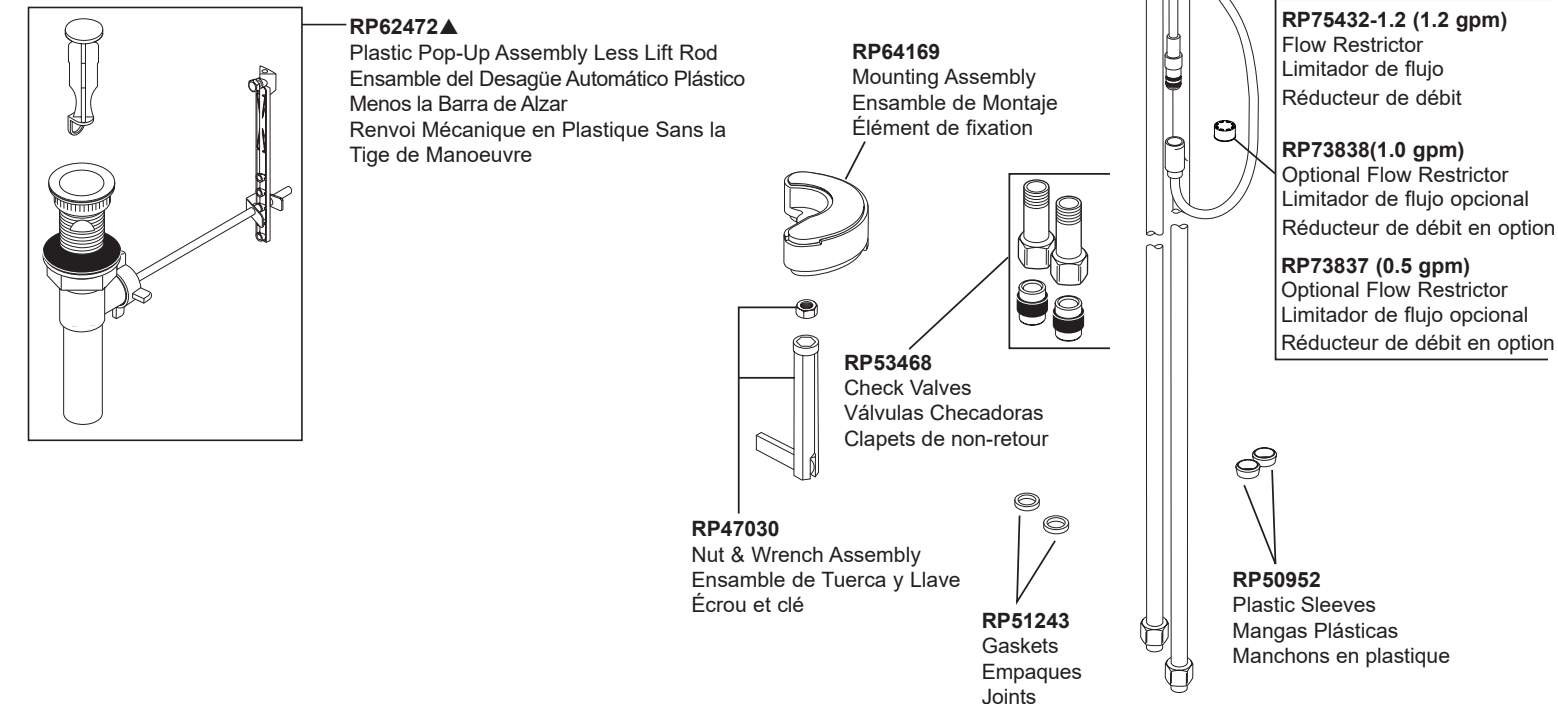 RP62472▲
Plastic Pop-Up Assembly Less Lift Rod
Ensamble del Desagüe Automático Plástico
Menos la Barra de Alzar
Renvoi Mécanique en Plastique Sans la
Tige de Manoeuvre
RP64169
Mounting Assembly
Ensamble de Montaje
Élément de fixation
RP75432-1.2 (1.2 gpm)
Flow Restrictor
Limitador de flujo
Réducteur de débit
RP73838(1.0 gpm)
Optional Flow Restrictor
Limitador de flujo opcional
Réducteur de débit en option
RP73837 (0.5 gpm)
Optional Flow Restrictor
Limitador de flujo opcional
Réducteur de débit en option
RP53468
Check Valves
Válvulas Checadoras
Clapets de non-retour
RP47030
Nut & Wrench Assembly
Ensamble de Tuerca y Llave
Écrou et clé
RP51243
Gaskets
Empaques
Joints
RP50952
Plastic Sleeves
Mangas Plásticas
Manchons en plastique